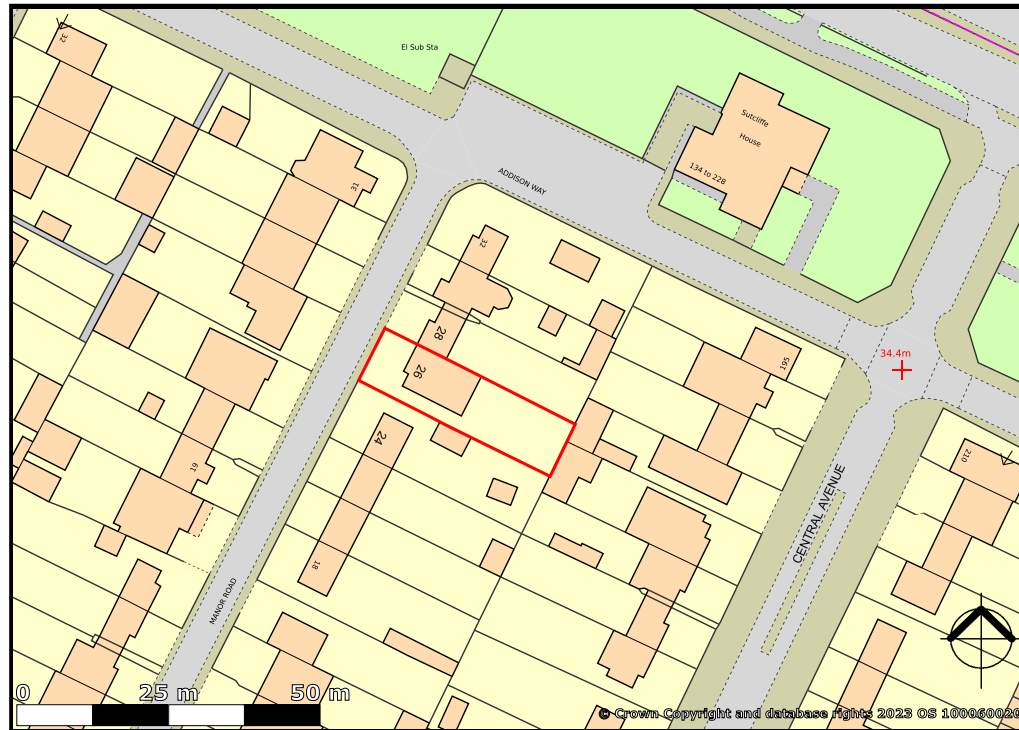 32
El Sub Sta
Sutcliffe
House
134 to 228
ADDISON WAY
31
32
28
26
34.4m
195
24
19
210
CENTRAL AVENUE
18
MANOR ROAD
0
25 m
50 m
© Crown Copyright and database rights 2023 OS 100060020